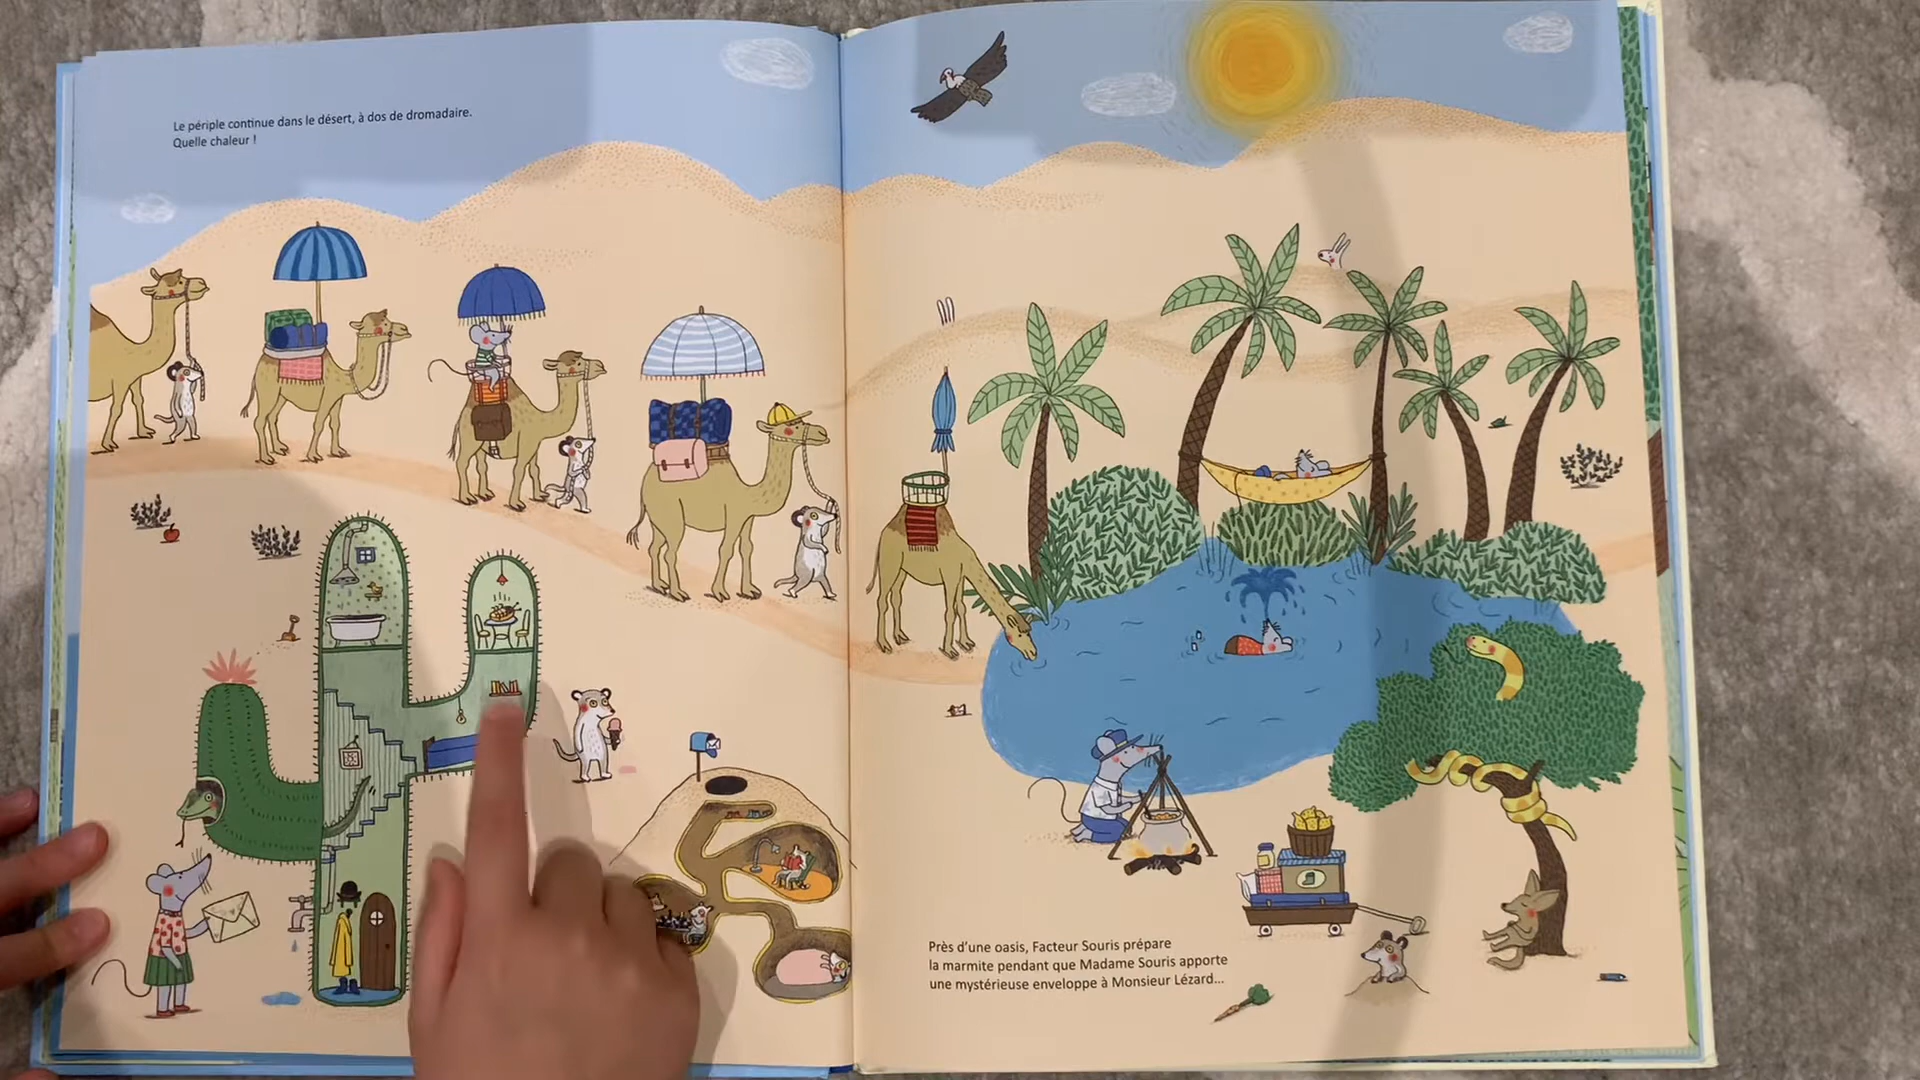 Le périple continue dans le désert, à dos de dromadaire.
Quelle chaleur !
Près d'une oasis, Facteur Souris prépare
la marmite pendant que Madame Souris apporte
une mystérieuse enveloppe à Monsieur Lézard...